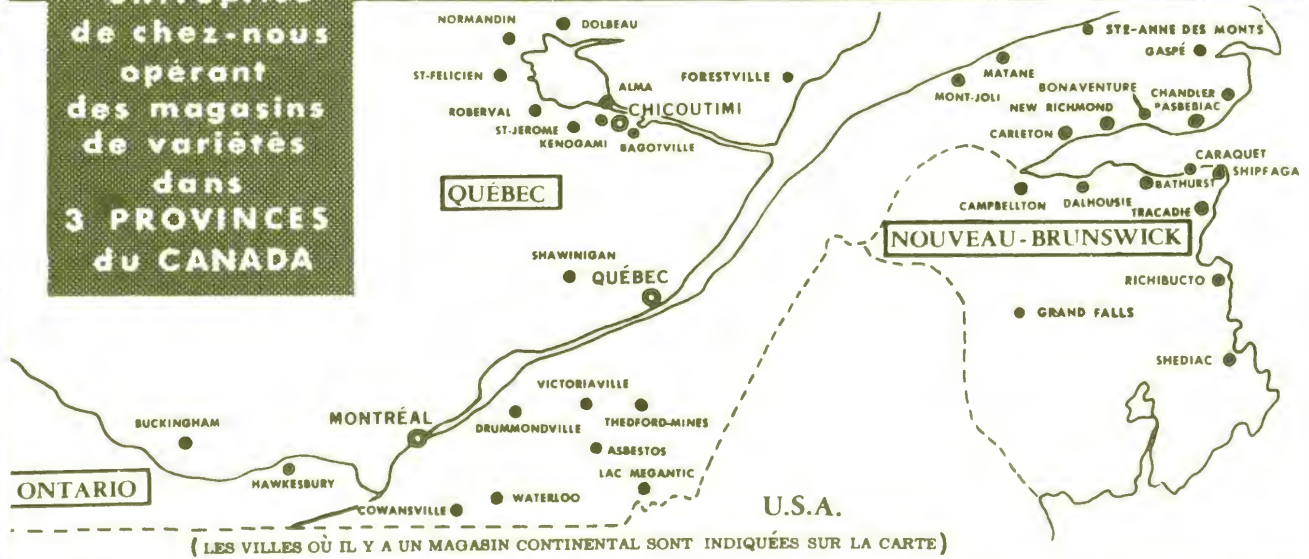 de chez-nous
opérant
des magasins
de variétés
dans
3 PROVINCES
du CANADA
NORMANDIN
DOLBEAU
ST-FELICIEN
ALMA
FORESTVILLE
ROBERVAL
CHICOUTIMI
ST-JEROME
KENOGAMI
BAGOTVILLE
STE-ANNE DES MONTS
GASPÉ
MATANE
MONT-JOLI
BONAVENTURE
CHANDLER
NEW RICHMOND
PASBEBIAC
CARLETON
CARAQUET
SHIPFAGA
BATHURST
CAMPBELLTON
DALHOUSIE
TRACADIE
QUÉBEC
NOUVEAU-BRUNSWICK
SHAWINIGAN
QUÉBEC
RICHIBUCTO
GRAND FALLS
SHEDIAC
VICTORIAVILLE
MONTRÉAL
DRUMMONDVILLE
THEDFORD-MINES
BUCKINGHAM
ASBESTOS
LAC MEGANTIC
HAWKESBURY
ONTARIO
WATERLOO
COWANSVILLE
U.S.A.
(LES VILLES OÙ IL Y A UN MAGASIN CONTINENTAL SONT INDIQUÉES SUR LA CARTE)